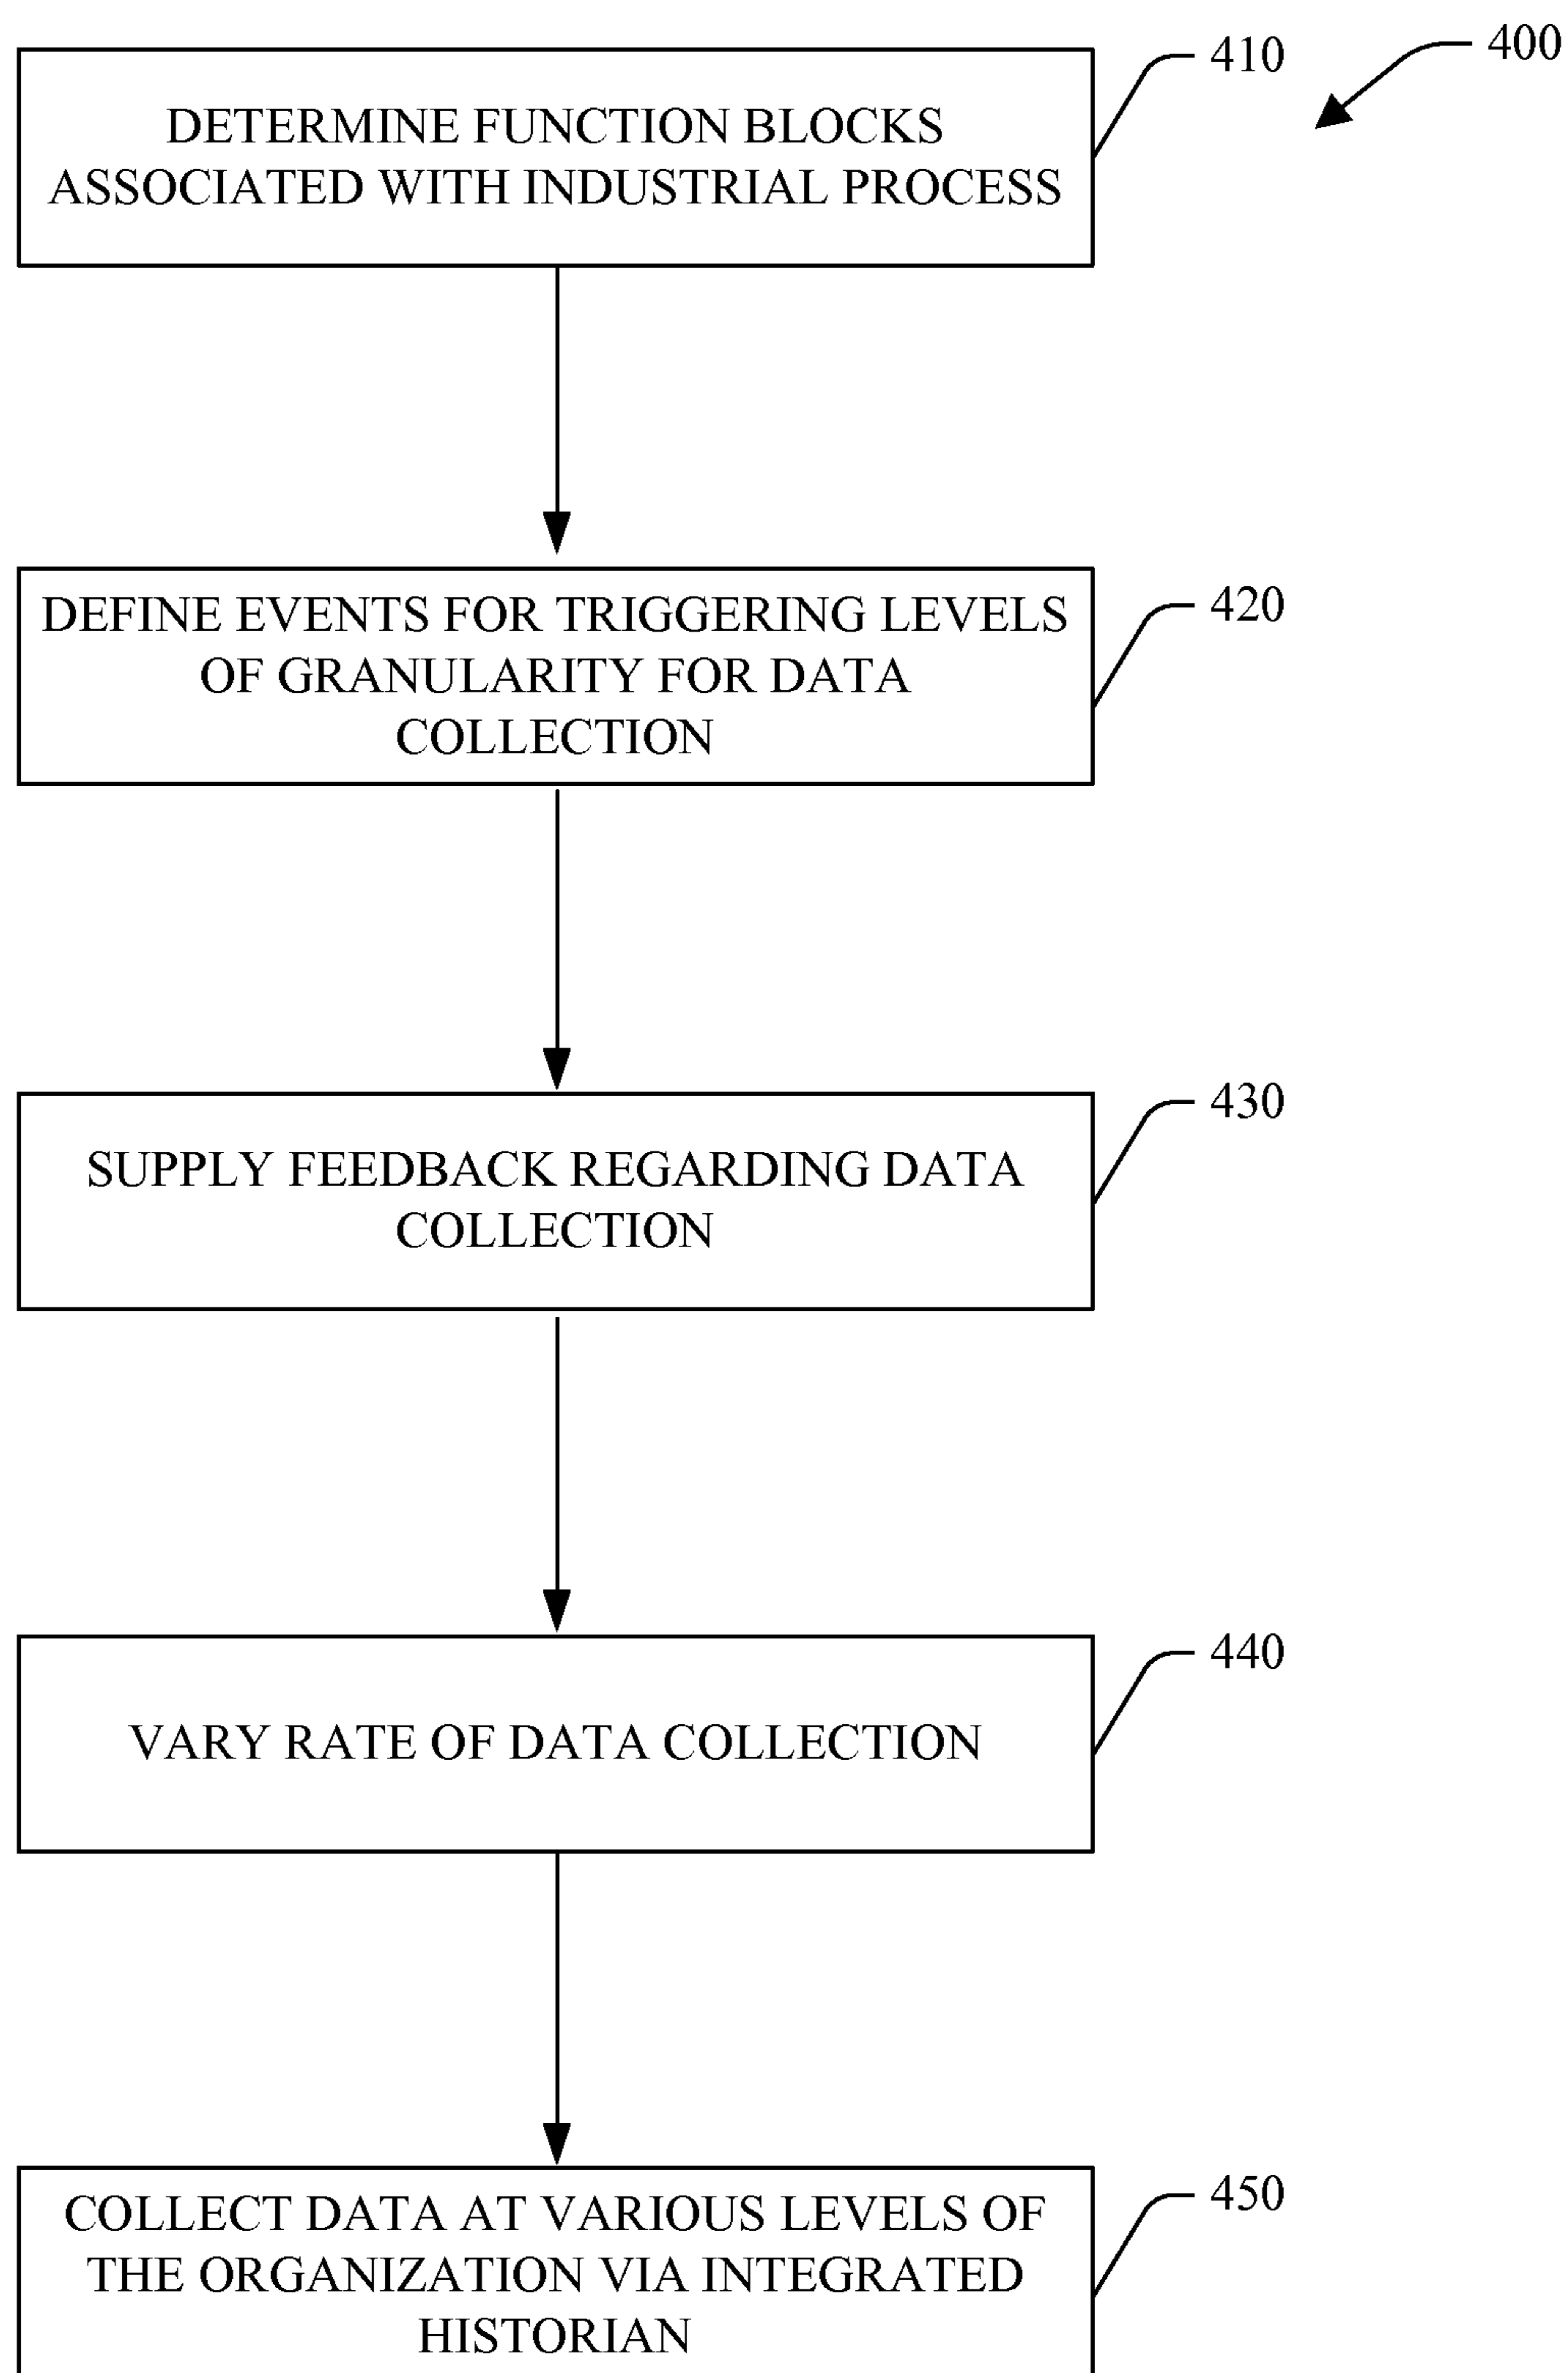 400
410
DETERMINE FUNCTION BLOCKS
ASSOCIATED WITH INDUSTRIAL PROCESS
420
DEFINE EVENTS FOR TRIGGERING LEVELS
OF GRANULARITY FOR DATA
COLLECTION
430
SUPPLY FEEDBACK REGARDING DATA
COLLECTION
440
VARY RATE OF DATA COLLECTION
450
COLLECT DATA AT VARIOUS LEVELS OF
THE ORGANIZATION VIA INTEGRATED
HISTORIAN